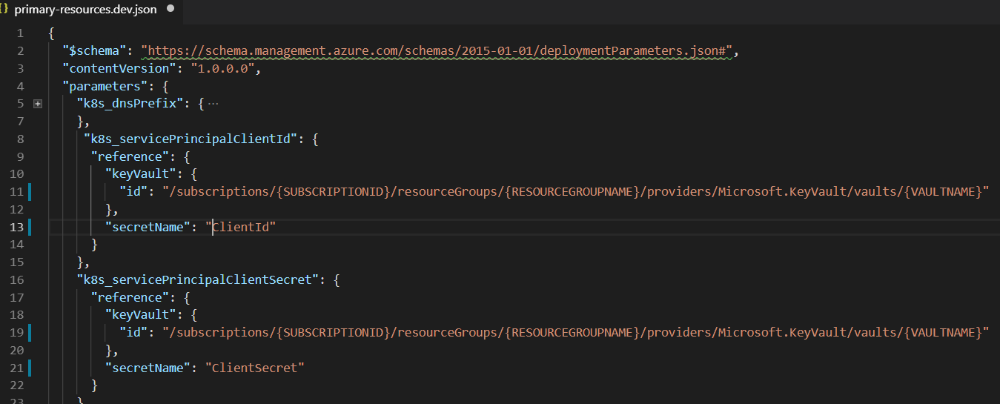 {} primary-resources.dev.json ●
1 {
2 "$schema": "https://schema.management.azure.com/schemas/2015-01-01/deploymentParameters.json#",
3 "contentVersion": "1.0.0.0",
4 "parameters": {
5 "k8s_dnsPrefix": { ...
7 },
8 "k8s_servicePrincipalClientId": {
9 "reference": {
10 "keyVault": {
11 "id": "/subscriptions/{SUBSCRIPTIONID}/resourceGroups/{RESOURCEGROUPNAME}/providers/Microsoft.KeyVault/vaults/{VAULTNAME}"
12 },
13 "secretName": "ClientId"
14 }
15 },
16 "k8s_servicePrincipalClientSecret": {
17 "reference": {
18 "keyVault": {
19 "id": "/subscriptions/{SUBSCRIPTIONID}/resourceGroups/{RESOURCEGROUPNAME}/providers/Microsoft.KeyVault/vaults/{VAULTNAME}"
20 },
21 "secretName": "ClientSecret"
22 }
23 }